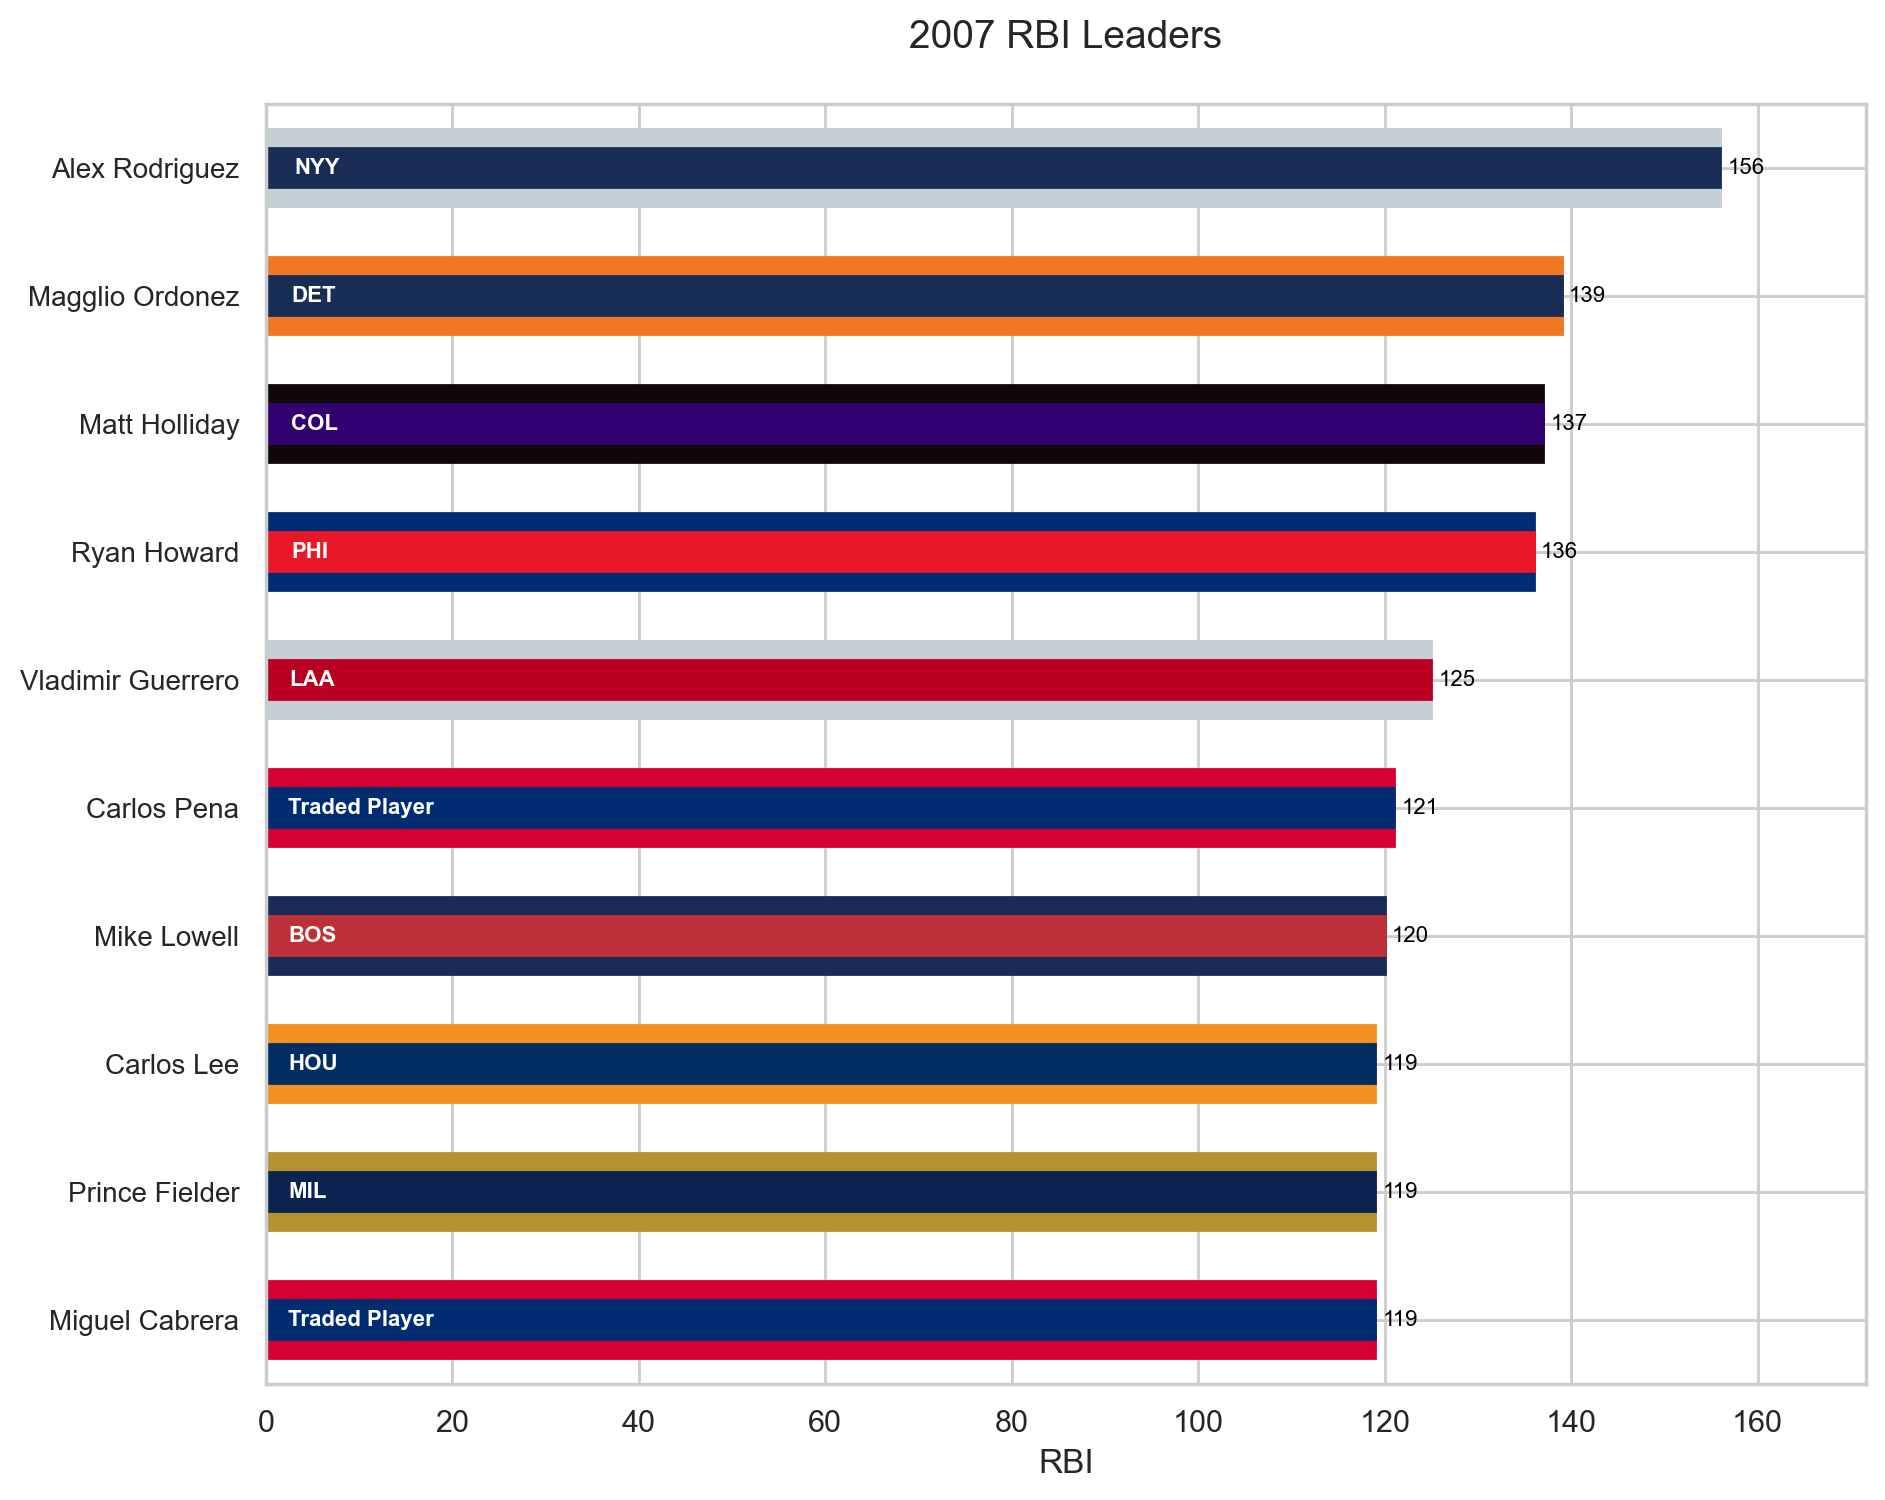 2007 RBI Leaders
Alex Rodriguez NYY 156
Magglio Ordonez DET 139
Matt Holliday COL 137
Ryan Howard PHI 136
Vladimir Guerrero LAA 125
Carlos Pena Traded Player 121
Mike Lowell BOS 120
Carlos Lee HOU 119
Prince Fielder MIL 119
Miguel Cabrera Traded Player 119
0 20 40 60 80 100 120 140 160
RBI